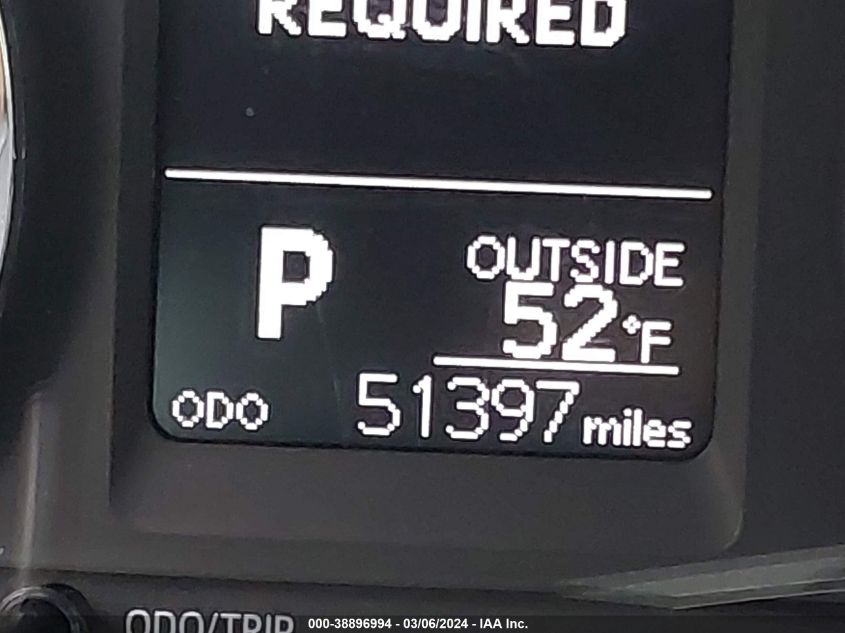 REQUIRED
P
OUTSIDE
52°F
ODO 51397 miles
ODO/TRIP
000-38896994 - 03/06/2024 - IAA Inc.